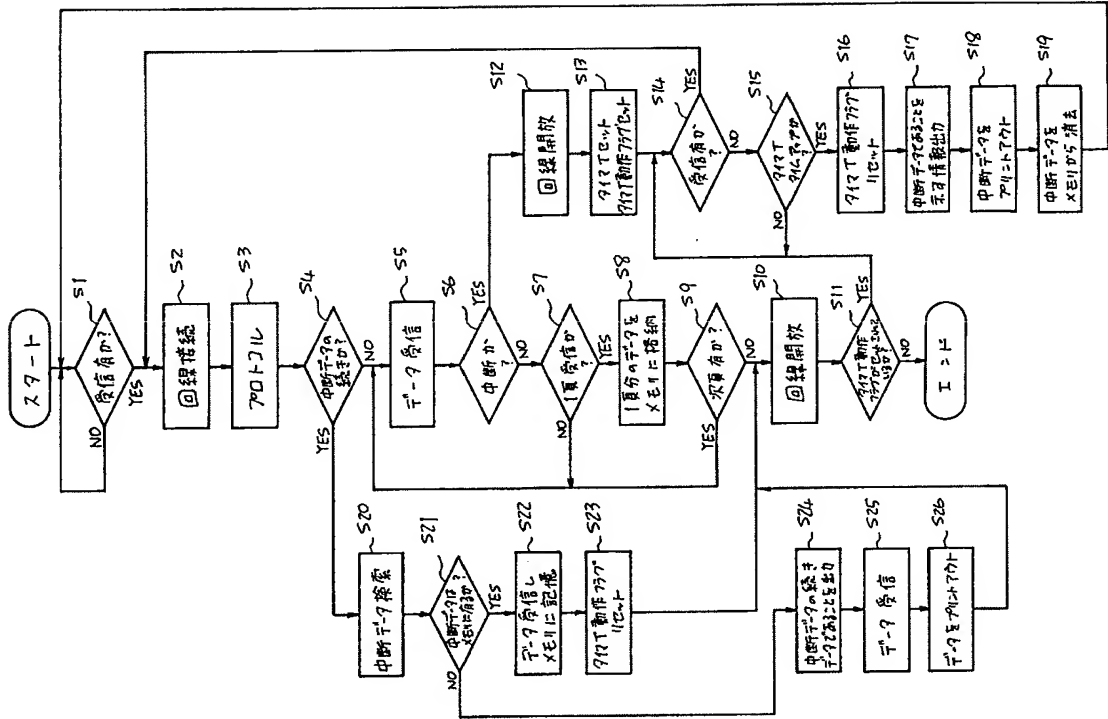 スタート
S1
受信有か?
NO
YES
S2
回線接続
S3
プロトコル
S4
中断データの
続きか?
YES
NO
S5
データ受信
S6
中断か
?
YES
NO
S7
1頁受信か
?
NO
YES
S8
1頁分のデータを
メモリに格納
S9
次頁有か?
YES
NO
S10
回線開放
S11
タイマT動作
フラグがセットされて
いるか?
YES
NO
エンド
S12
回線開放
S13
タイマTセット
タイマT動作フラグセット
S14
受信有か
?
YES
NO
S15
タイマT
タイムアップか
?
NO
YES
S16
タイマT動作フラグ
リセット
S17
中断データであることを
示す情報出力
S18
中断データを
プリントアウト
S19
中断データを
メモリから消去
S20
中断データ検索
S21
中断データは
メモリに有るか?
NO
YES
S22
データ受信し
メモリに記憶
S23
タイマT動作フラグ
リセット
S24
中断データの続き
データであることを出力
S25
データ受信
S26
データをプリントアウト